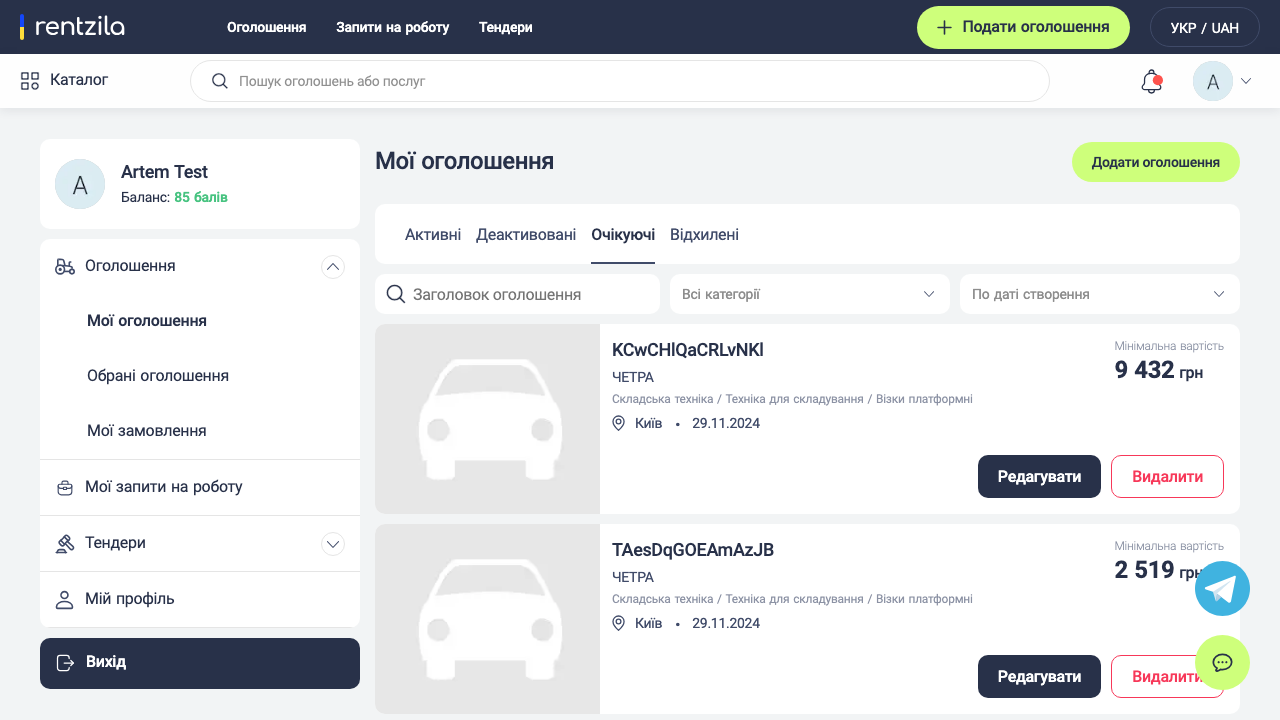 rentzila
Оголошення
Запити на роботу
Тендери
Подати оголошення
УКР / UAH
Каталог
Пошук оголошень або послуг
A
A
Artem Test
Баланс: 85 балів
Оголошення
Мої оголошення
Обрані оголошення
Мої замовлення
Мої запити на роботу
Тендери
Мій профіль
Вихід
Мої оголошення
Додати оголошення
Активні
Деактивовані
Очікуючі
Відхилені
Заголовок оголошення
Всі категорії
По даті створення
KCwCHlQaCRLvNKl
ЧЕТРА
Складська техніка / Техніка для складування / Візки платформні
Київ • 29.11.2024
Мінімальна вартість
9 432 грн
Редагувати
Видалити
TAesDqGOEAmAzJB
ЧЕТРА
Складська техніка / Техніка для складування / Візки платформні
Київ • 29.11.2024
Мінімальна вартість
2 519 грн
Редагувати
Видалити